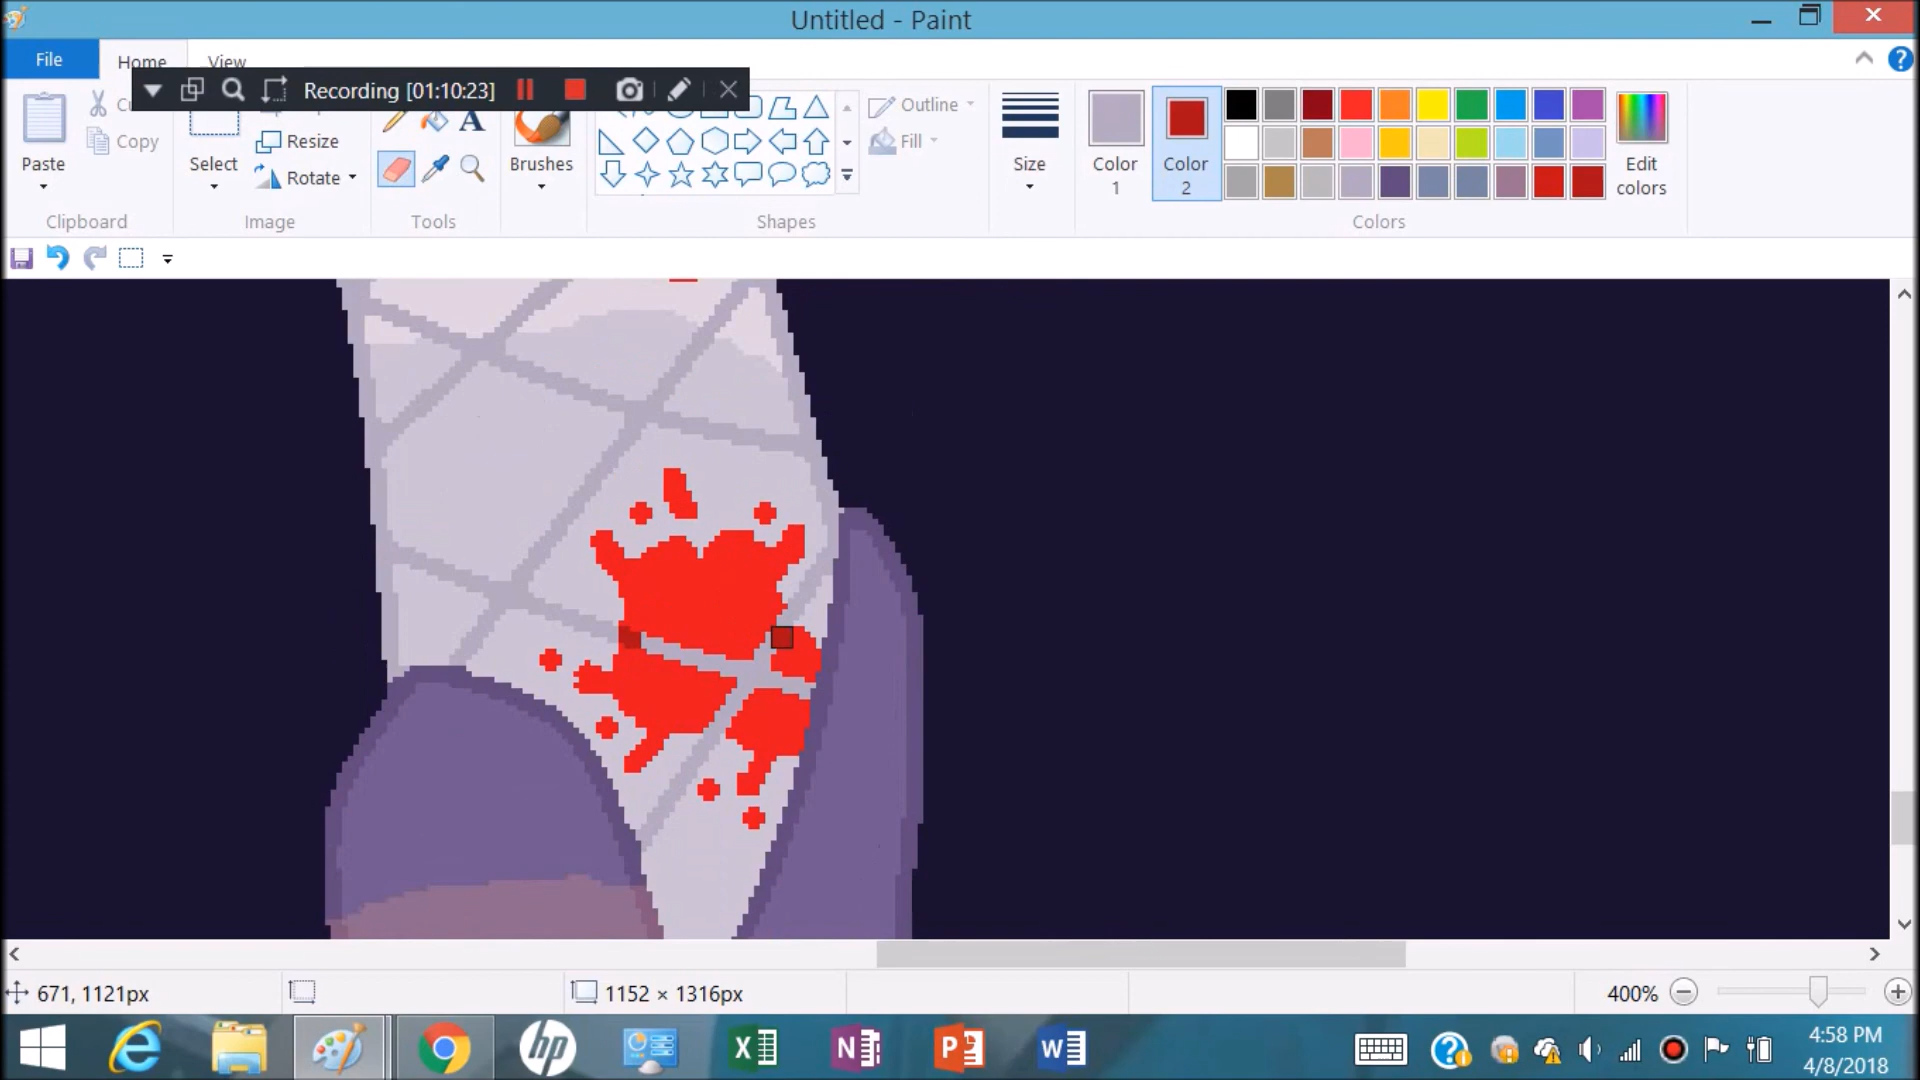 Untitled - Paint
File
Home
View
Recording [01:10:23]
Paste
Copy
Select
Resize
Rotate
A
Brushes
Outline
Fill
Size
Color 1
Color 2
Edit colors
Clipboard
Image
Tools
Shapes
Colors
671, 1121px
1152 × 1316px
400%
4:58 PM
4/8/2018